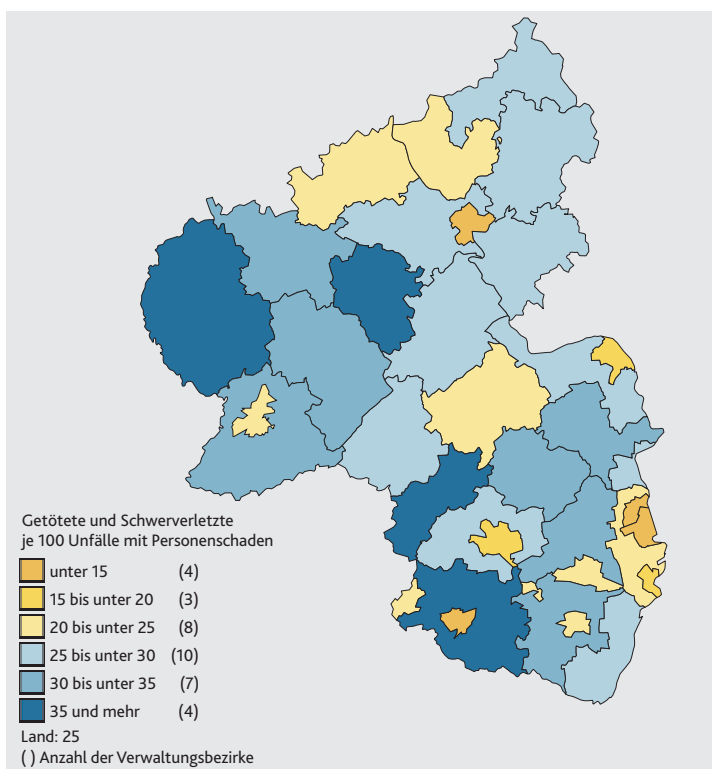 Getötete und Schwerverletzte
je 100 Unfälle mit Personenschaden
unter 15 (4)
15 bis unter 20 (3)
20 bis unter 25 (8)
25 bis unter 30 (10)
30 bis unter 35 (7)
35 und mehr (4)
Land: 25
( ) Anzahl der Verwaltungsbezirke